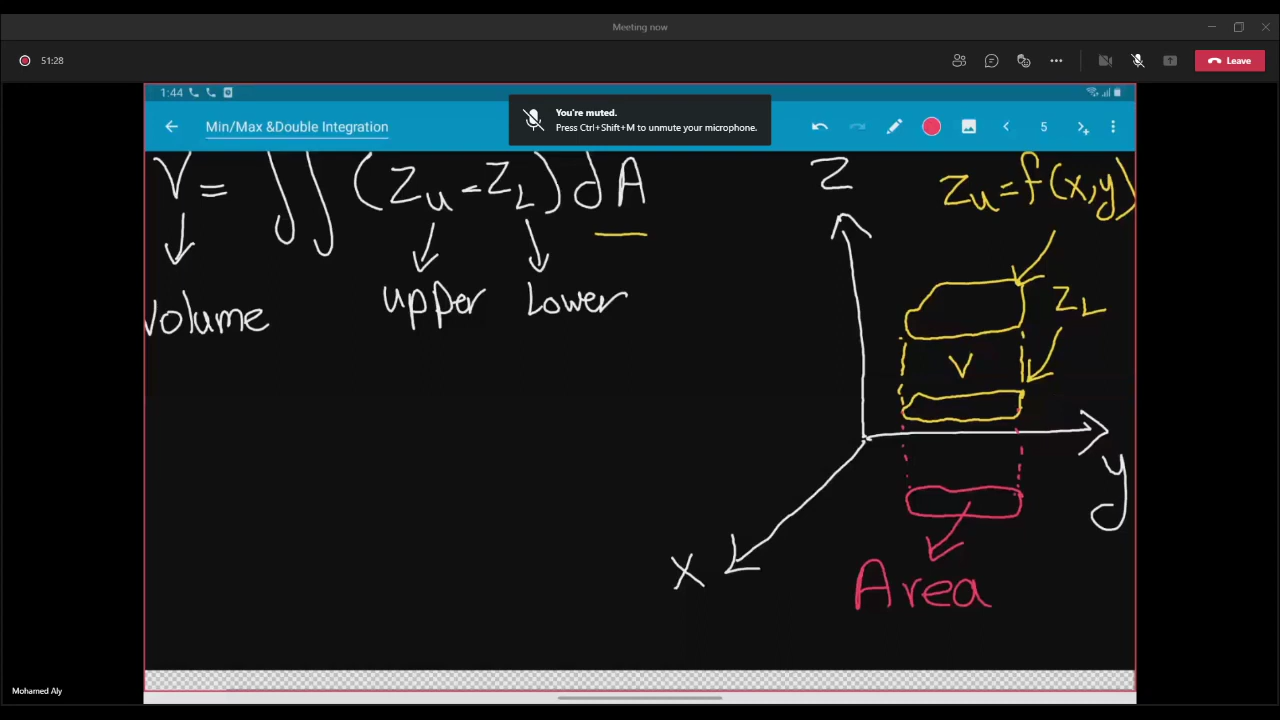 Meeting now
51:28
Leave
1:44
You're muted.
Press Ctrl+Shift+M to unmute your microphone.
Min/Max &Double Integration
5
V = ∬ (Zu - ZL) dA
Volume
upper
Lower
Z
Zu = f(x,y)
ZL
V
y
x
Area
Mohamed Aly